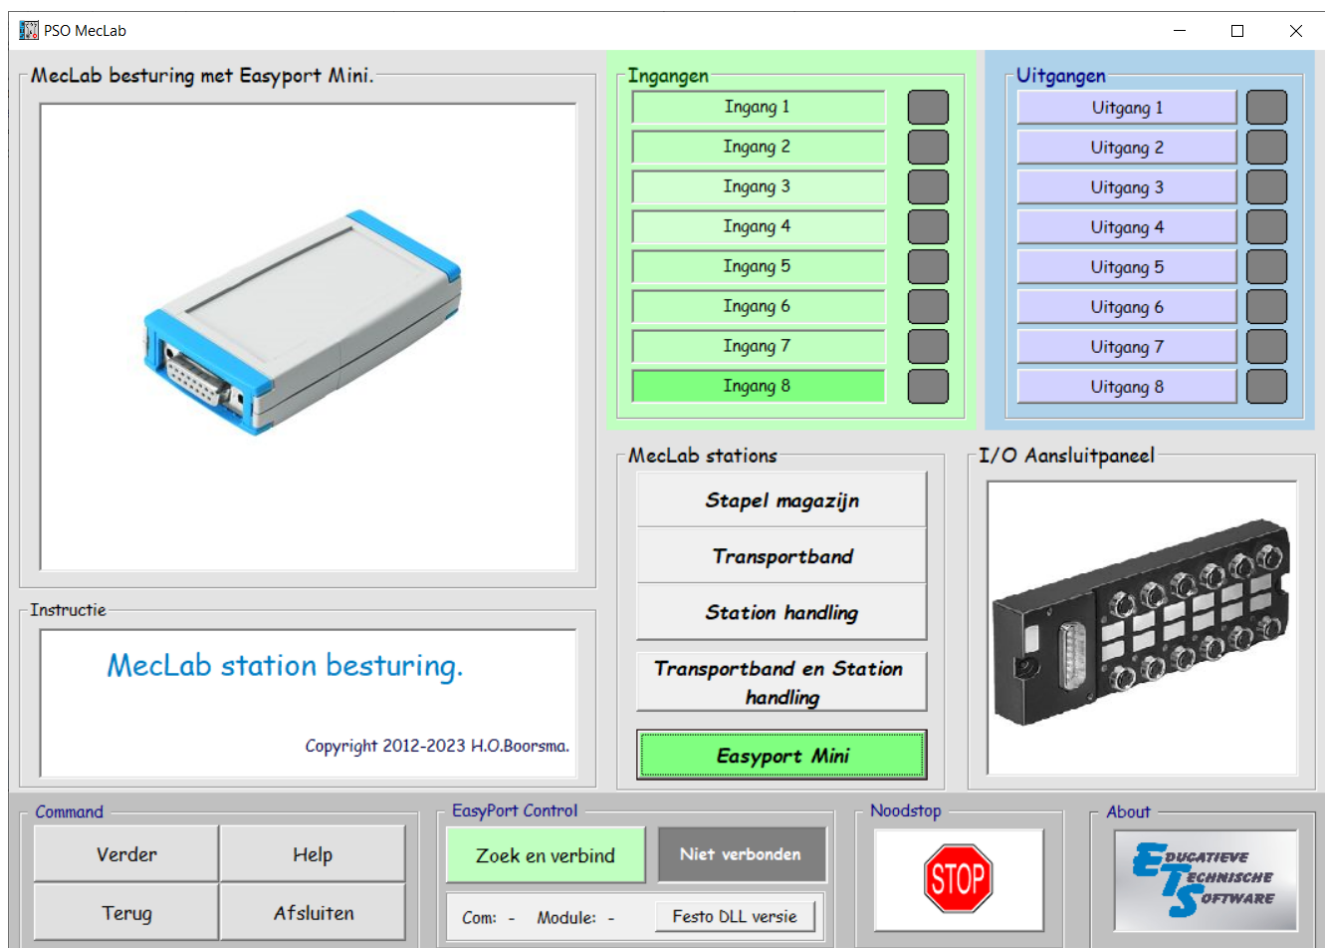 PSO MecLab
MecLab besturing met Easyport Mini.
Ingangen
Ingang 1
Ingang 2
Ingang 3
Ingang 4
Ingang 5
Ingang 6
Ingang 7
Ingang 8
Uitgangen
Uitgang 1
Uitgang 2
Uitgang 3
Uitgang 4
Uitgang 5
Uitgang 6
Uitgang 7
Uitgang 8
MecLab stations
Stapel magazijn
Transportband
Station handling
Transportband en Station
handling
Easyport Mini
I/O Aansluitpaneel
Instructie
MecLab station besturing.
Copyright 2012-2023 H.O.Boorsma.
Command
Verder
Help
Terug
Afsluiten
EasyPort Control
Zoek en verbind
Niet verbonden
Com: - Module: -
Festo DLL versie
Noodstop
STOP
About
EDUCATIEVE
TECHNISCHE
SOFTWARE